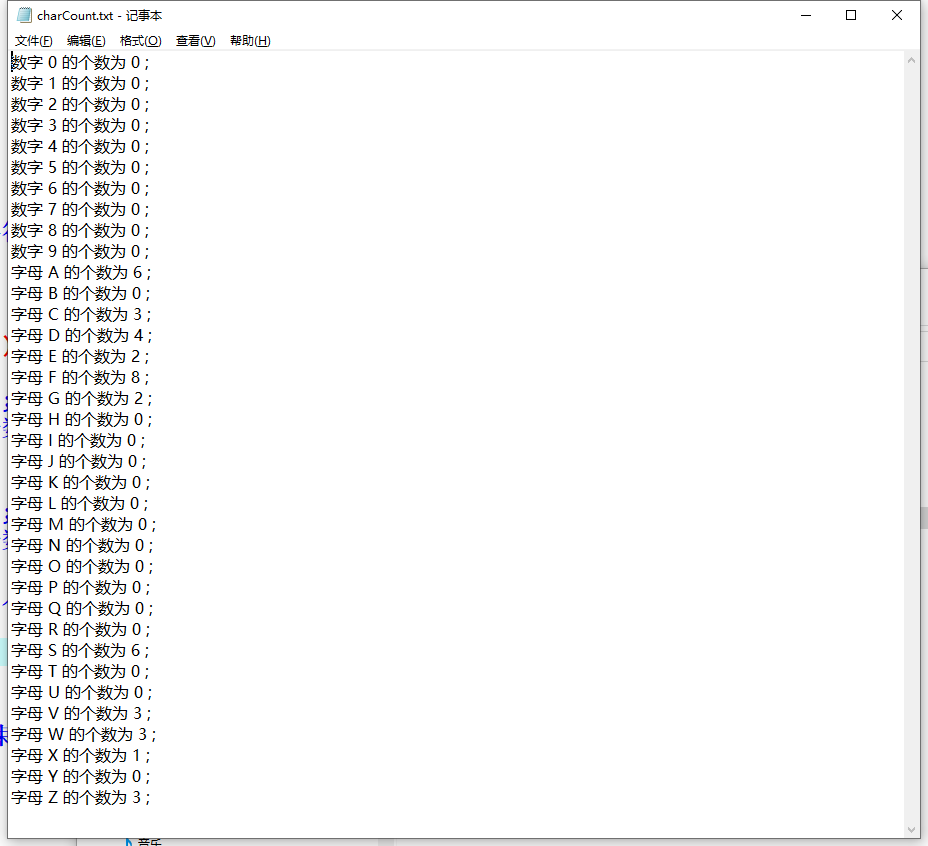 charCount.txt - 记事本
文件(F) 编辑(E) 格式(O) 查看(V) 帮助(H)
数字 0 的个数为 0 ;
数字 1 的个数为 0 ;
数字 2 的个数为 0 ;
数字 3 的个数为 0 ;
数字 4 的个数为 0 ;
数字 5 的个数为 0 ;
数字 6 的个数为 0 ;
数字 7 的个数为 0 ;
数字 8 的个数为 0 ;
数字 9 的个数为 0 ;
字母 A 的个数为 6 ;
字母 B 的个数为 0 ;
字母 C 的个数为 3 ;
字母 D 的个数为 4 ;
字母 E 的个数为 2 ;
字母 F 的个数为 8 ;
字母 G 的个数为 2 ;
字母 H 的个数为 0 ;
字母 I 的个数为 0 ;
字母 J 的个数为 0 ;
字母 K 的个数为 0 ;
字母 L 的个数为 0 ;
字母 M 的个数为 0 ;
字母 N 的个数为 0 ;
字母 O 的个数为 0 ;
字母 P 的个数为 0 ;
字母 Q 的个数为 0 ;
字母 R 的个数为 0 ;
字母 S 的个数为 6 ;
字母 T 的个数为 0 ;
字母 U 的个数为 0 ;
字母 V 的个数为 3 ;
字母 W 的个数为 3 ;
字母 X 的个数为 1 ;
字母 Y 的个数为 0 ;
字母 Z 的个数为 3 ;
音乐